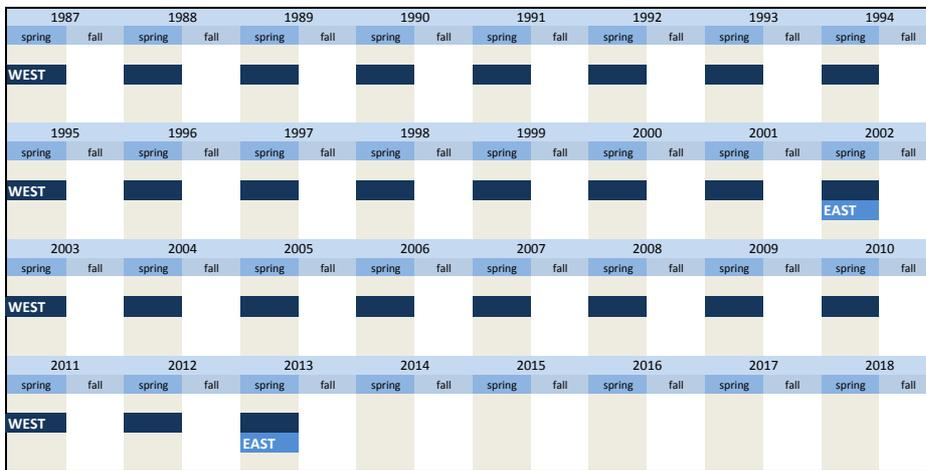 1987 1988 1989 1990 1991 1992 1993 1994
spring fall spring fall spring fall spring fall spring fall spring fall spring fall spring fall
WEST
1995 1996 1997 1998 1999 2000 2001 2002
spring fall spring fall spring fall spring fall spring fall spring fall spring fall spring fall
WEST
EAST
2003 2004 2005 2006 2007 2008 2009 2010
spring fall spring fall spring fall spring fall spring fall spring fall spring fall spring fall
WEST
2011 2012 2013 2014 2015 2016 2017 2018
spring fall spring fall spring fall spring fall spring fall spring fall spring fall spring fall
WEST
EAST